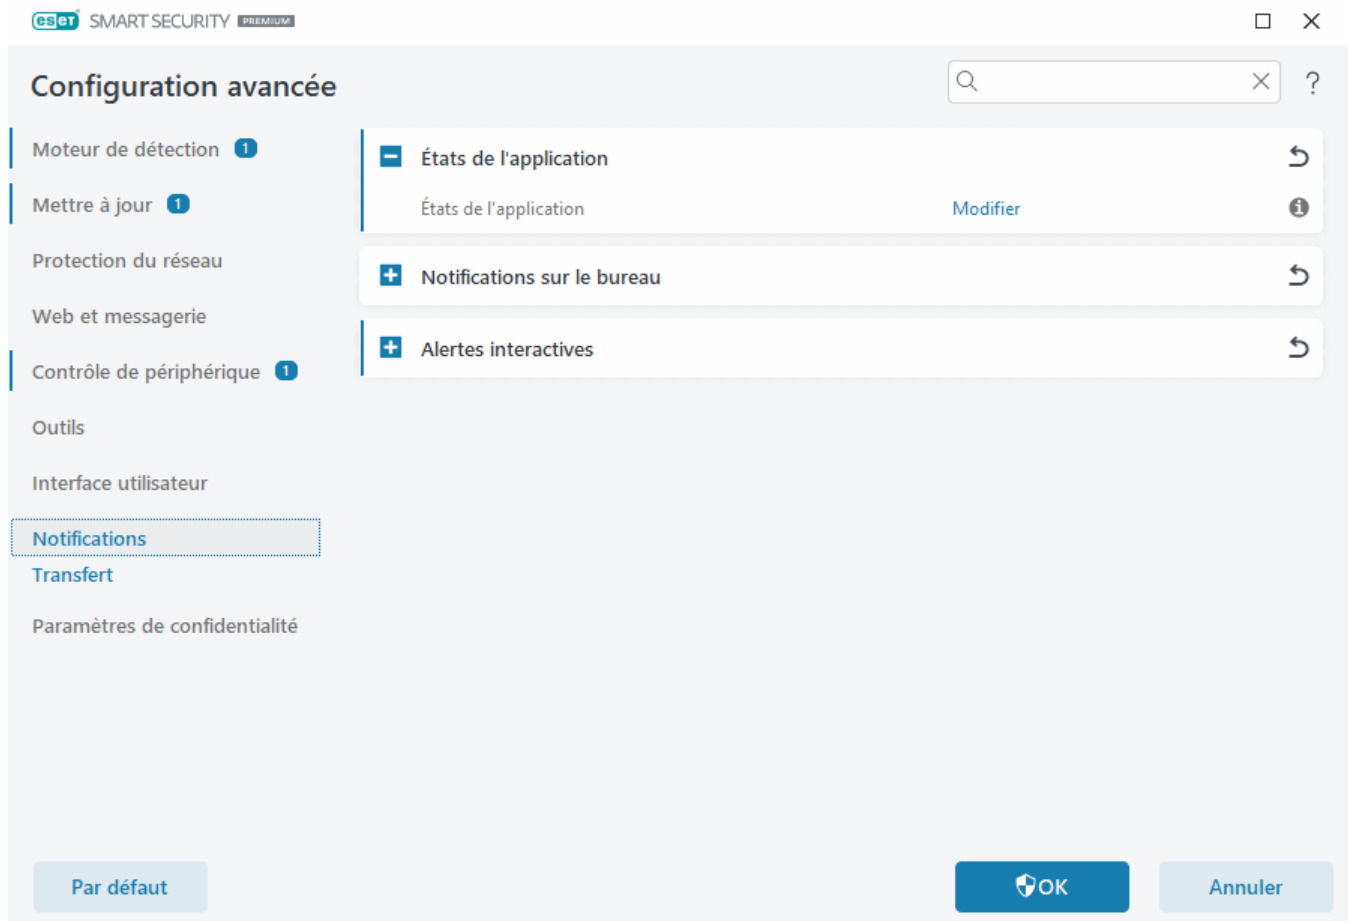 eset SMART SECURITY PREMIUM
Configuration avancée
?
Moteur de détection 1
Mettre à jour 1
Protection du réseau
Web et messagerie
Contrôle de périphérique 1
Outils
Interface utilisateur
Notifications
Transfert
Paramètres de confidentialité
États de l'application
États de l'application Modifier
Notifications sur le bureau
Alertes interactives
Par défaut
OK
Annuler